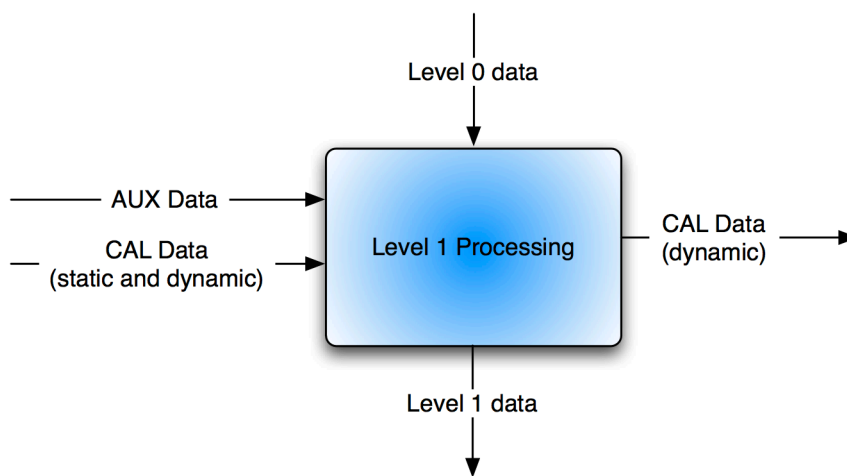 Level 0 data
AUX Data
CAL Data
(static and dynamic)
Level 1 Processing
CAL Data
(dynamic)
Level 1 data